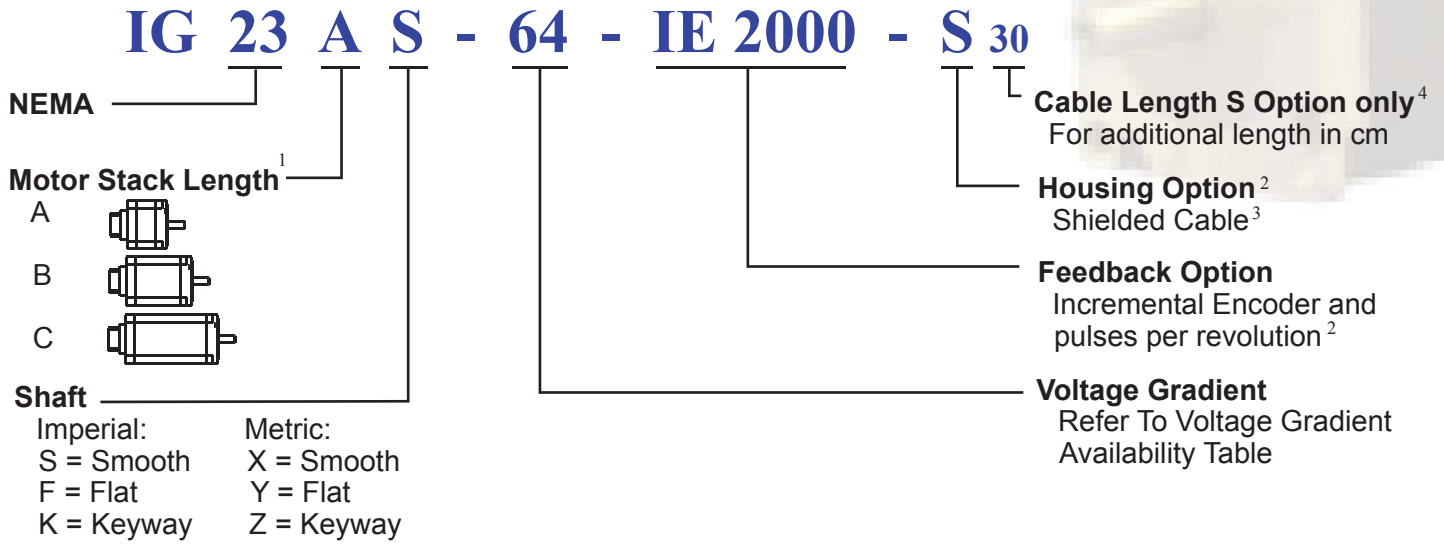 IG 23 A S - 64 - IE 2000 - S 30
NEMA
Motor Stack Length 1
A
B
C
Shaft
Imperial:
S = Smooth
F = Flat
K = Keyway
Metric:
X = Smooth
Y = Flat
Z = Keyway
Cable Length S Option only 4
For additional length in cm
Housing Option 2
Shielded Cable 3
Feedback Option
Incremental Encoder and
pulses per revolution 2
Voltage Gradient
Refer To Voltage Gradient
Availability Table